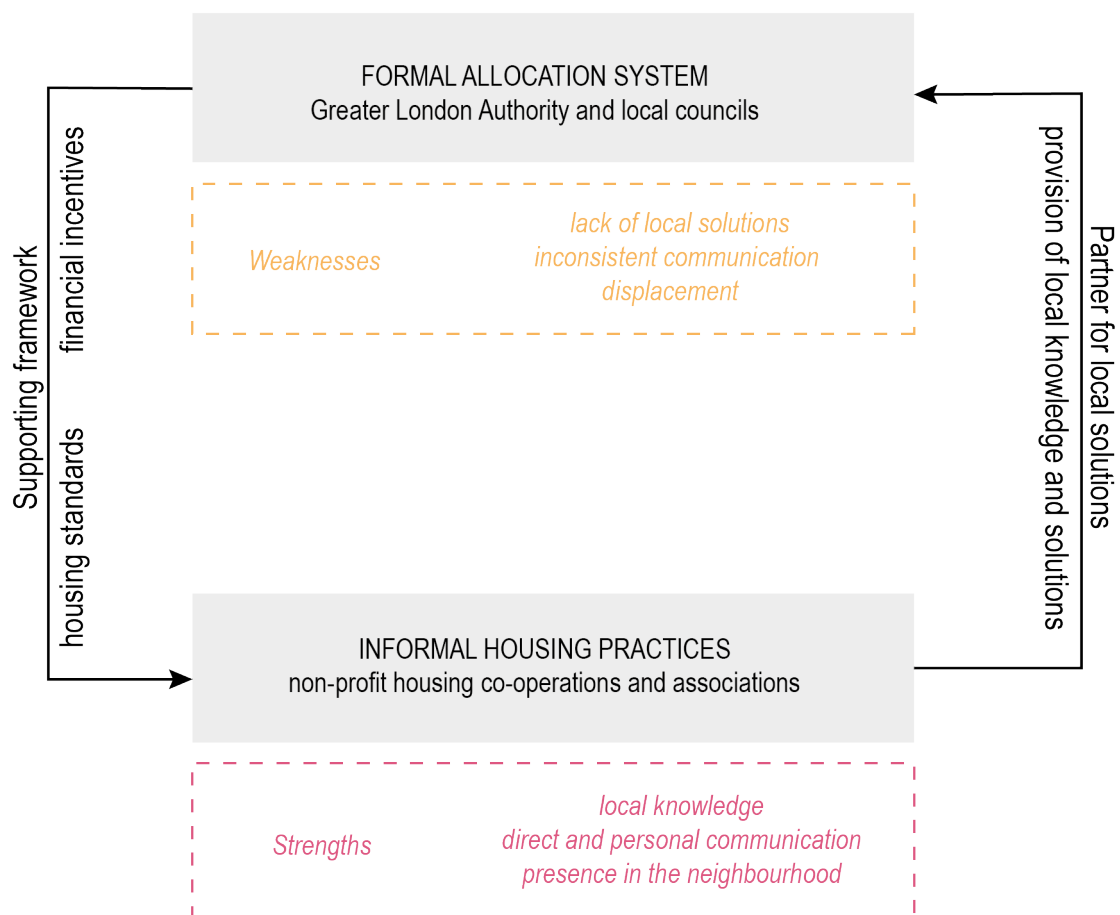 FORMAL ALLOCATION SYSTEM
Greater London Authority and local councils
Weaknesses
lack of local solutions
inconsistent communication
displacement
Supporting framework
financial incentives
housing standards
provision of local knowledge and solutions
Partner for local solutions
INFORMAL HOUSING PRACTICES
non-profit housing co-operations and associations
Strengths
local knowledge
direct and personal communication
presence in the neighbourhood